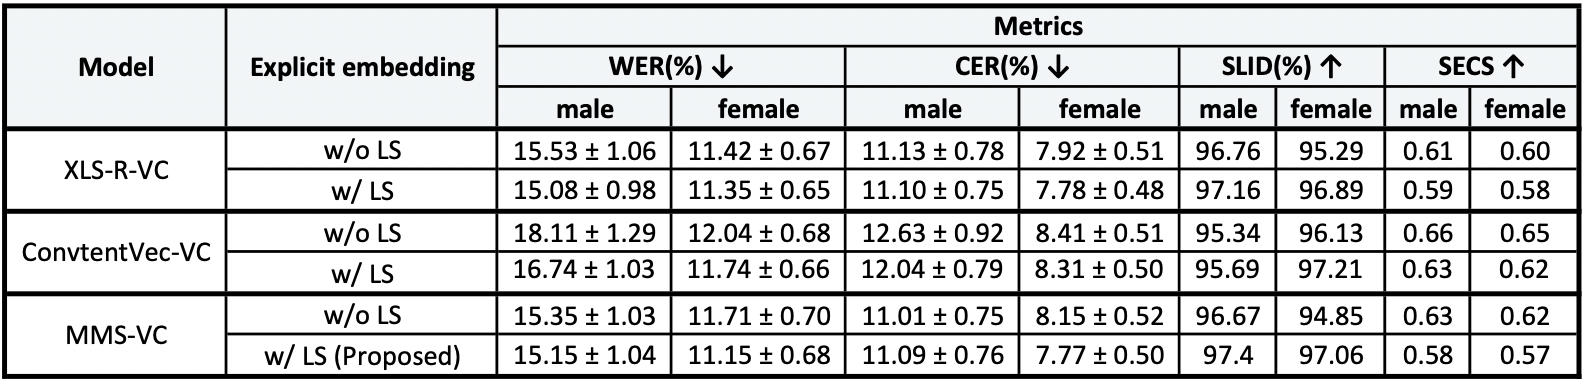 Model Explicit embedding Metrics
WER(%) ↓ CER(%) ↓ SLID(%) ↑ SECS ↑
male female male female male female male female
XLS-R-VC w/o LS 15.53 ± 1.06 11.42 ± 0.67 11.13 ± 0.78 7.92 ± 0.51 96.76 95.29 0.61 0.60
w/ LS 15.08 ± 0.98 11.35 ± 0.65 11.10 ± 0.75 7.78 ± 0.48 97.16 96.89 0.59 0.58
ConvtentVec-VC w/o LS 18.11 ± 1.29 12.04 ± 0.68 12.63 ± 0.92 8.41 ± 0.51 95.34 96.13 0.66 0.65
w/ LS 16.74 ± 1.03 11.74 ± 0.66 12.04 ± 0.79 8.31 ± 0.50 95.69 97.21 0.63 0.62
MMS-VC w/o LS 15.35 ± 1.03 11.71 ± 0.70 11.01 ± 0.75 8.15 ± 0.52 96.67 94.85 0.63 0.62
w/ LS (Proposed) 15.15 ± 1.04 11.15 ± 0.68 11.09 ± 0.76 7.77 ± 0.50 97.4 97.06 0.58 0.57